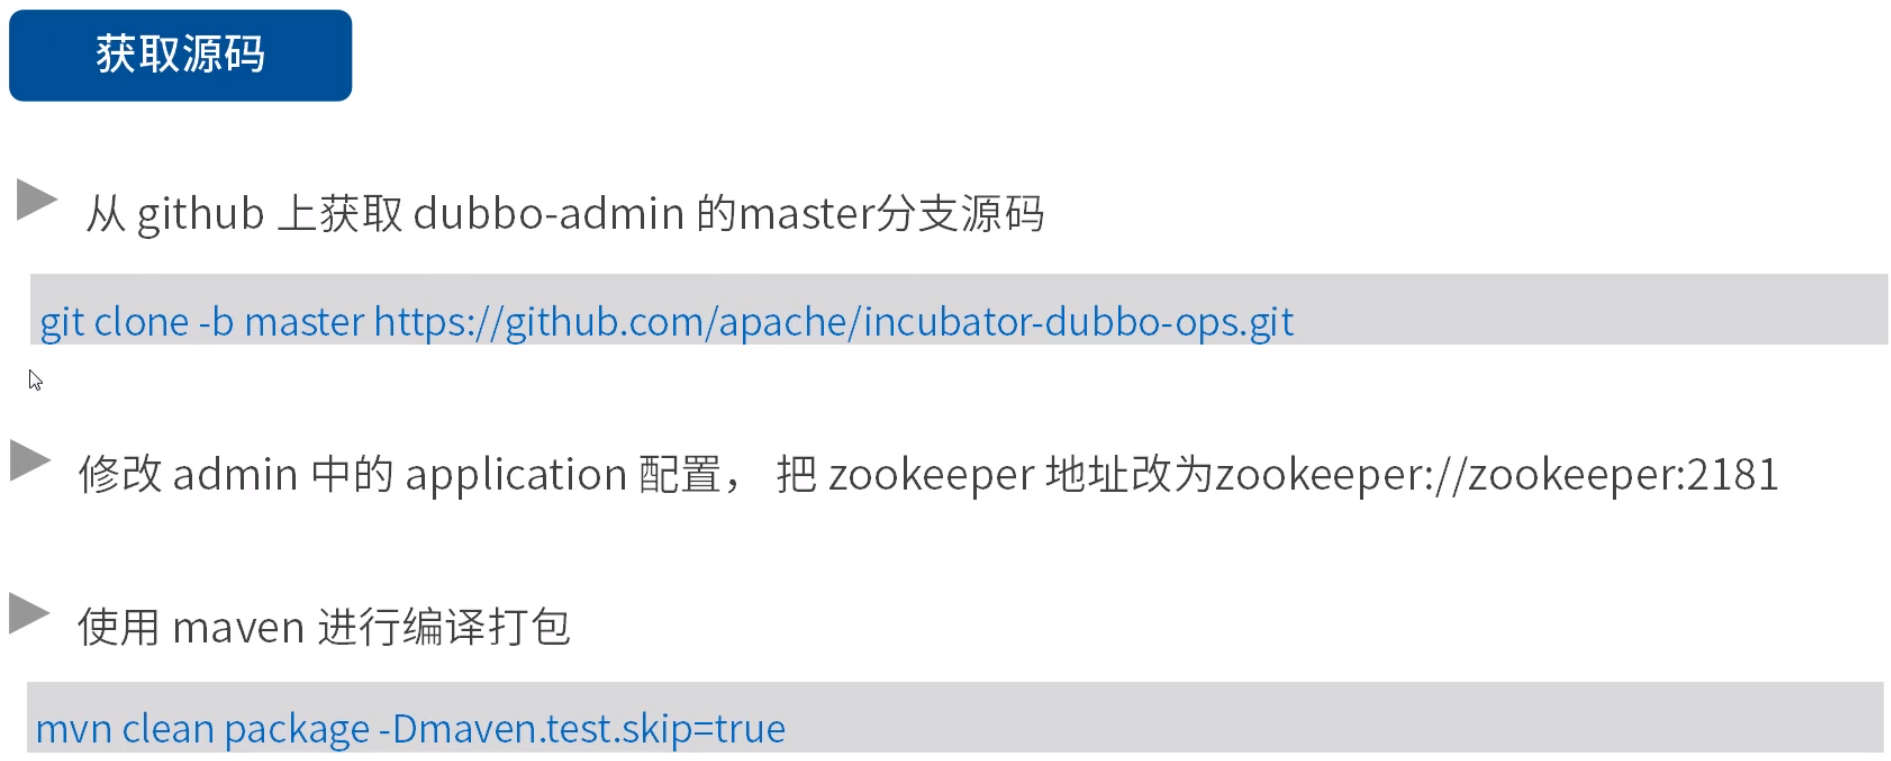 获取源码
从 github 上获取 dubbo-admin 的master分支源码
git clone -b master https://github.com/apache/incubator-dubbo-ops.git
修改 admin 中的 application 配置， 把 zookeeper 地址改为zookeeper://zookeeper:2181
使用 maven 进行编译打包
mvn clean package -Dmaven.test.skip=true